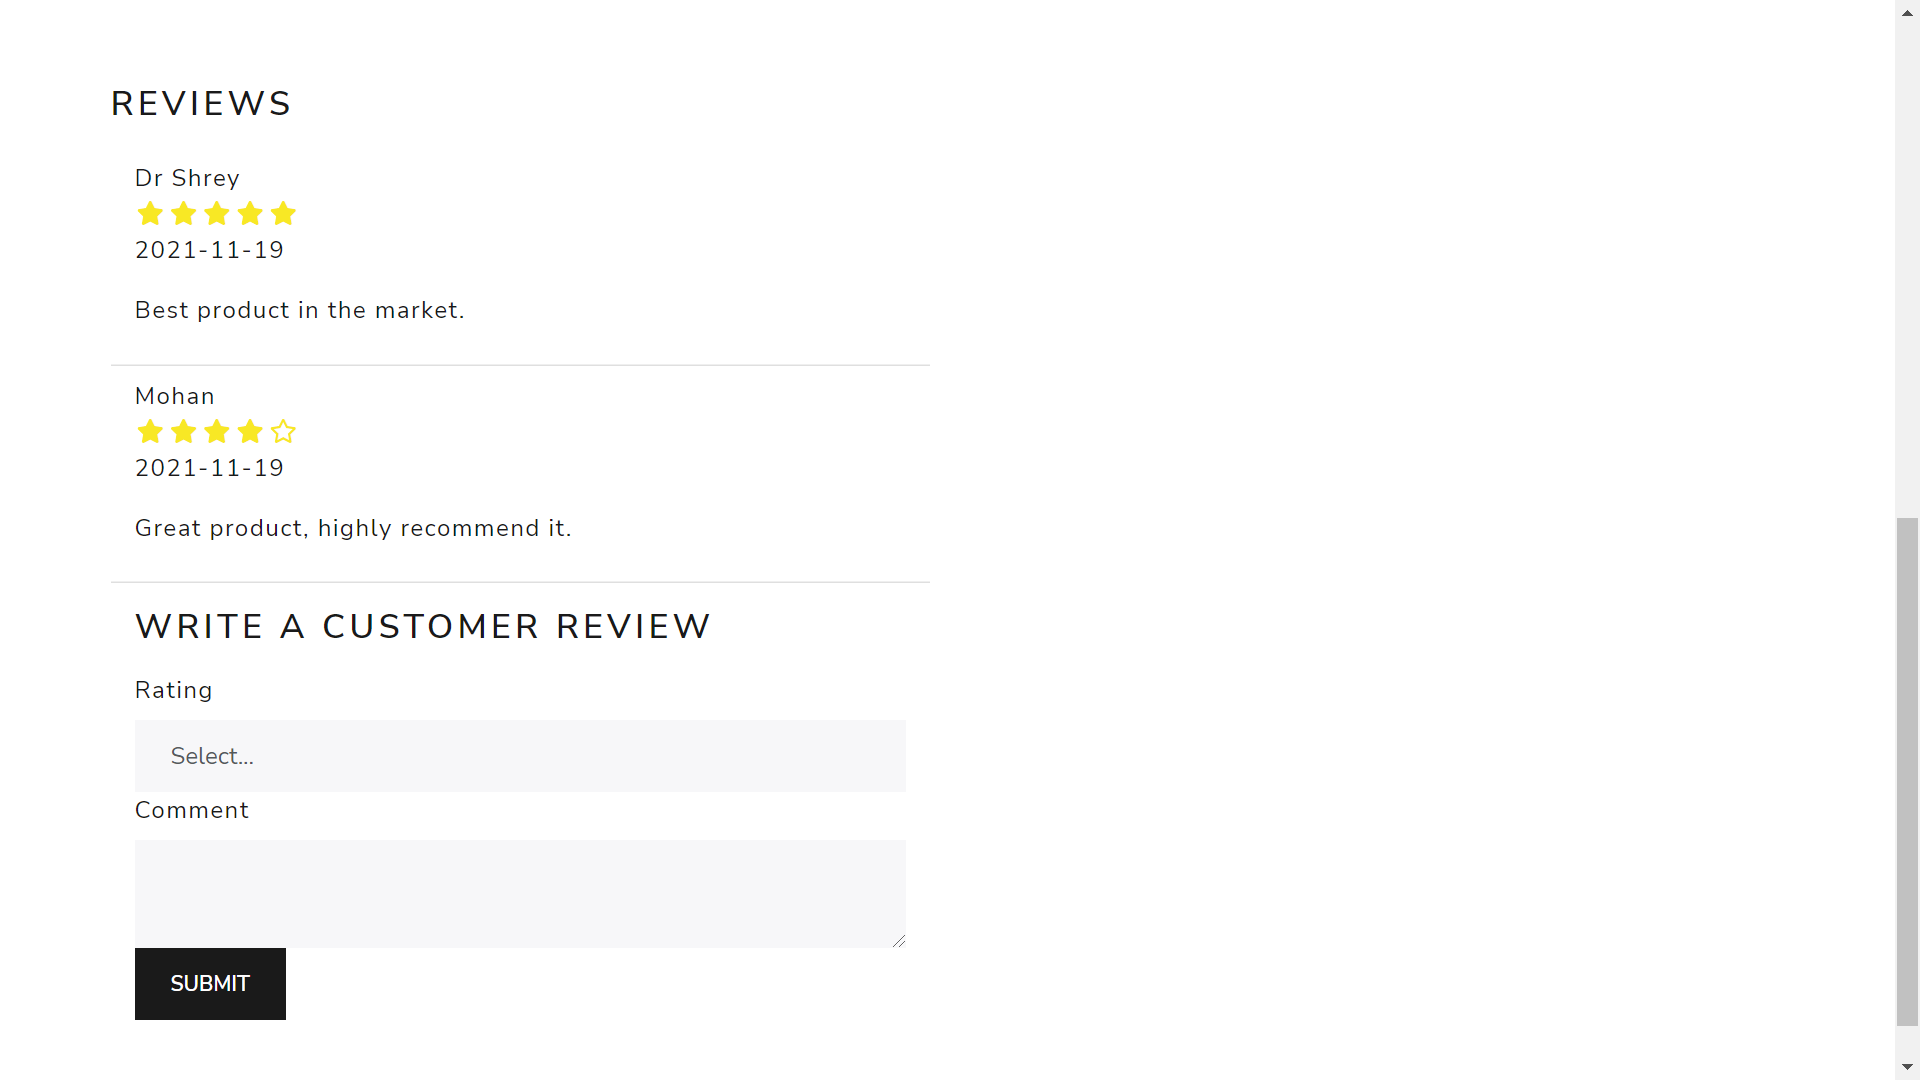 REVIEWS
Dr Shrey
2021-11-19
Best product in the market.
Mohan
2021-11-19
Great product, highly recommend it.
WRITE A CUSTOMER REVIEW
Rating
Select...
Comment
SUBMIT